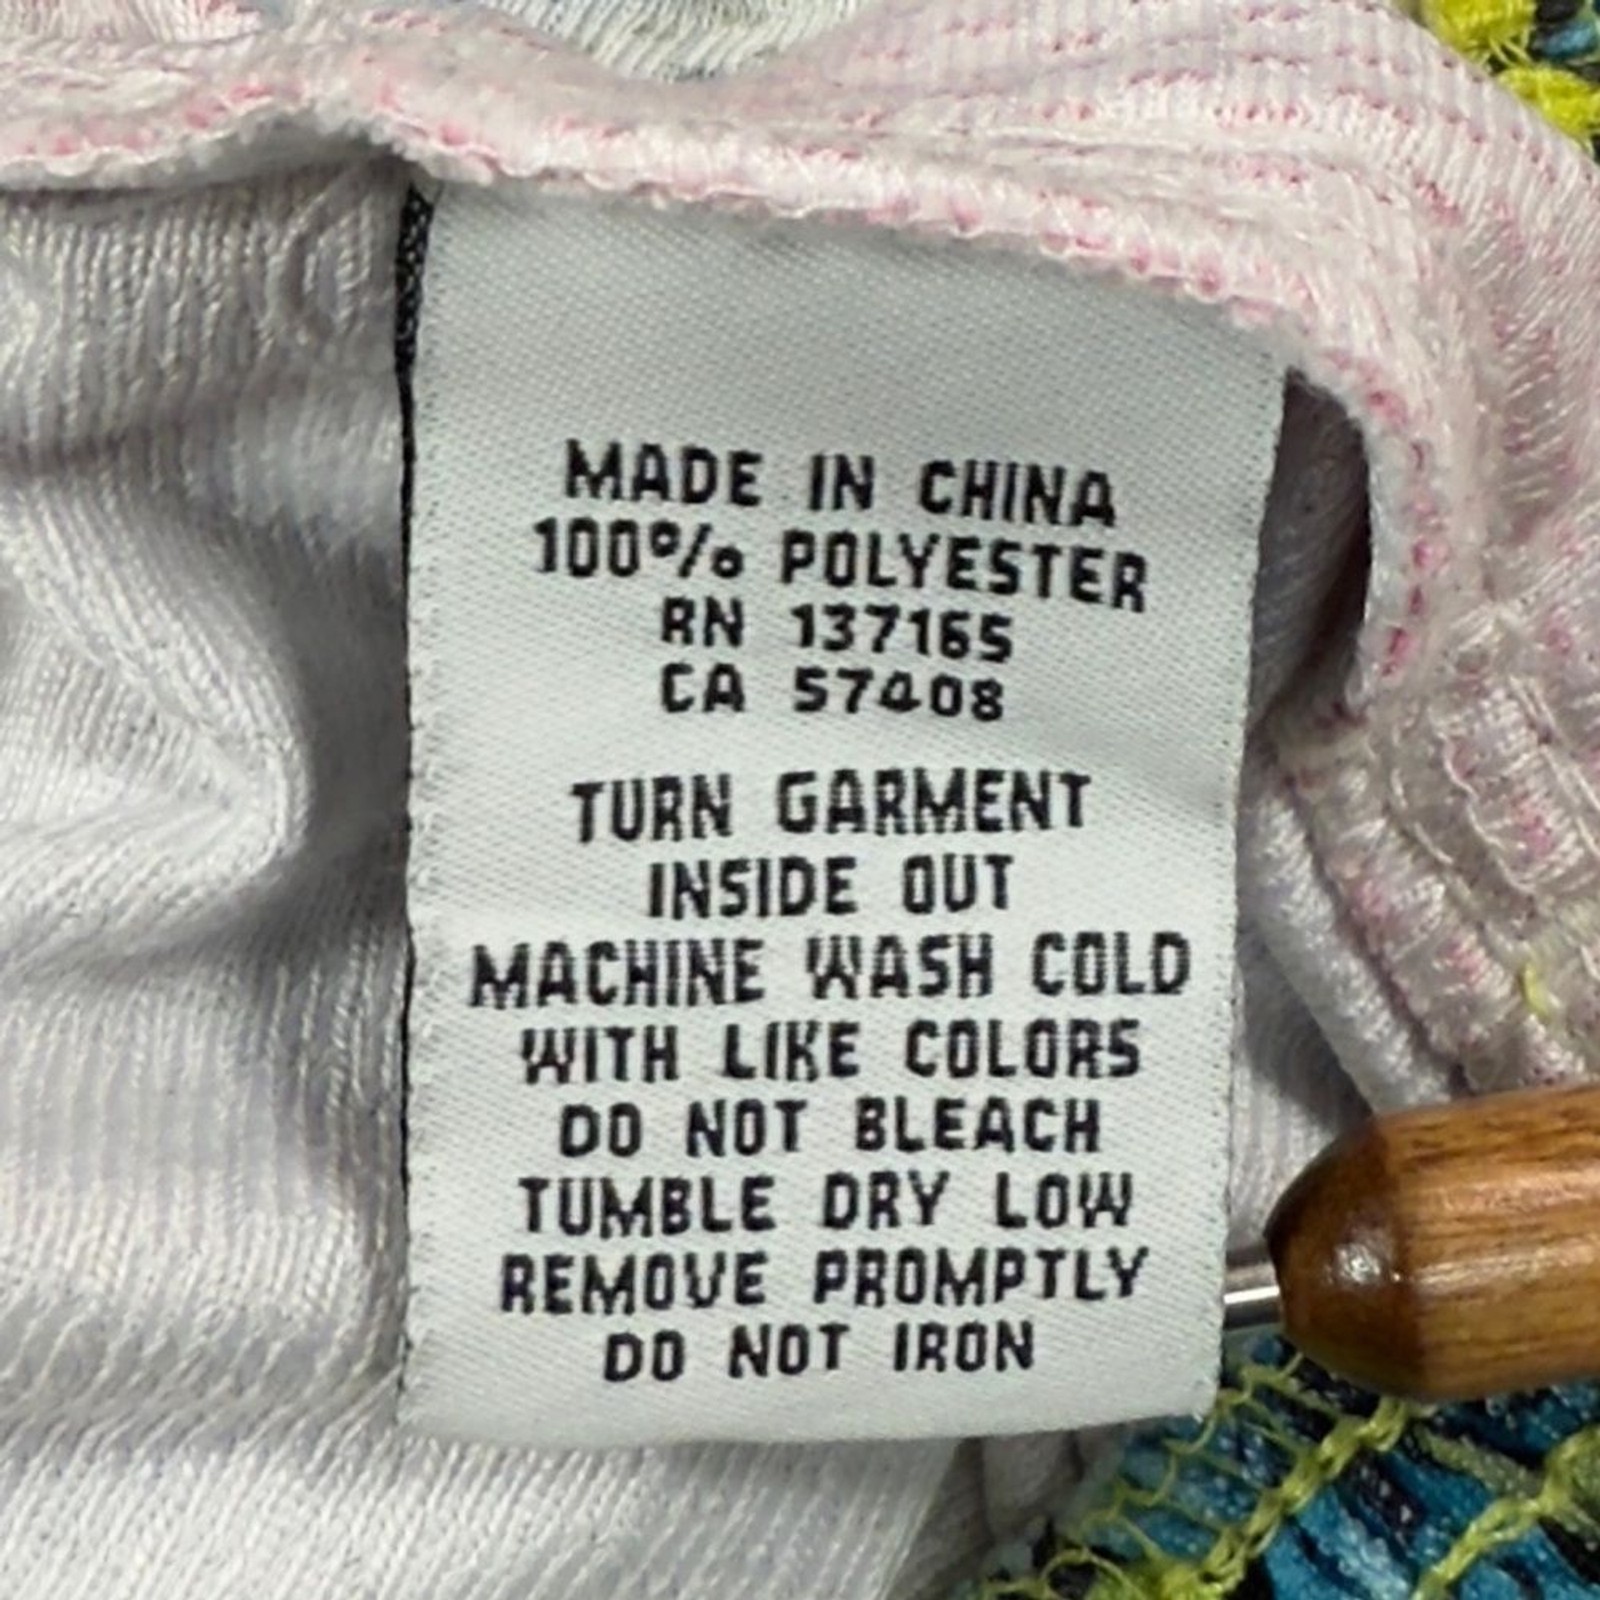 MADE IN CHINA
100% POLYESTER
RN 137165
CA 57408
TURN GARMENT
INSIDE OUT
MACHINE WASH COLD
WITH LIKE COLORS
DO NOT BLEACH
TUMBLE DRY LOW
REMOVE PROMPTLY
DO NOT IRON